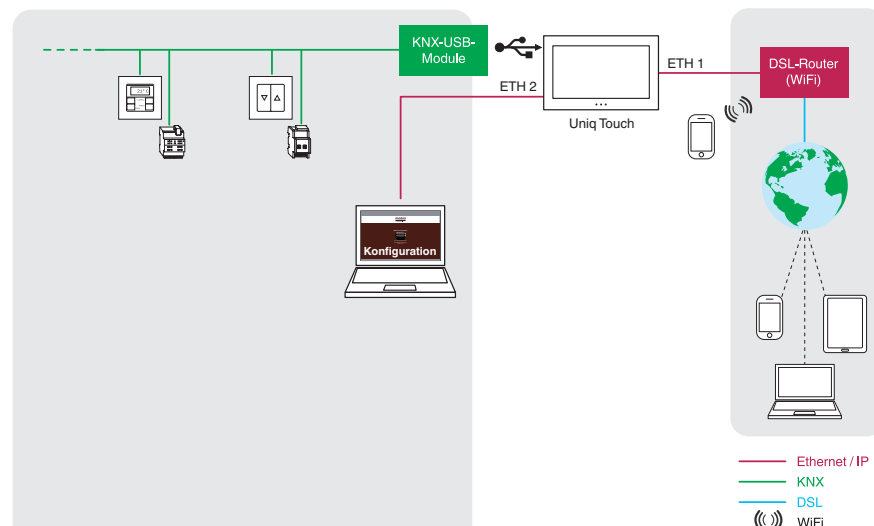 KNX-USB-
Module
ETH 2
ETH 1
Uniq Touch
DSL-Router
(WiFi)
Konfiguration
Ethernet / IP
KNX
DSL
WiFi